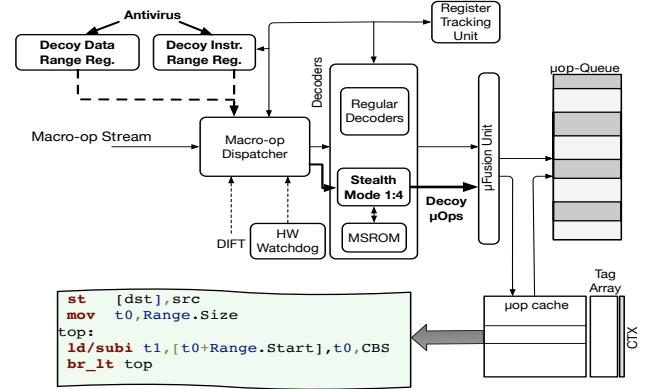 Antivirus
Decoy Data
Range Reg.
Decoy Instr.
Range Reg.
Register
Tracking
Unit
Decoders
Regular
Decoders
Macro-op Stream
Macro-op
Dispatcher
Stealth
Mode 1:4
MSROM
Decoy
µOps
µFusion Unit
µop-Queue
DIFT
HW
Watchdog
µop cache
Tag
Array
CTX
st [dst],src
mov t0,Range.Size
top:
ld/subi t1,[t0+Range.Start],t0,CBS
br_lt top